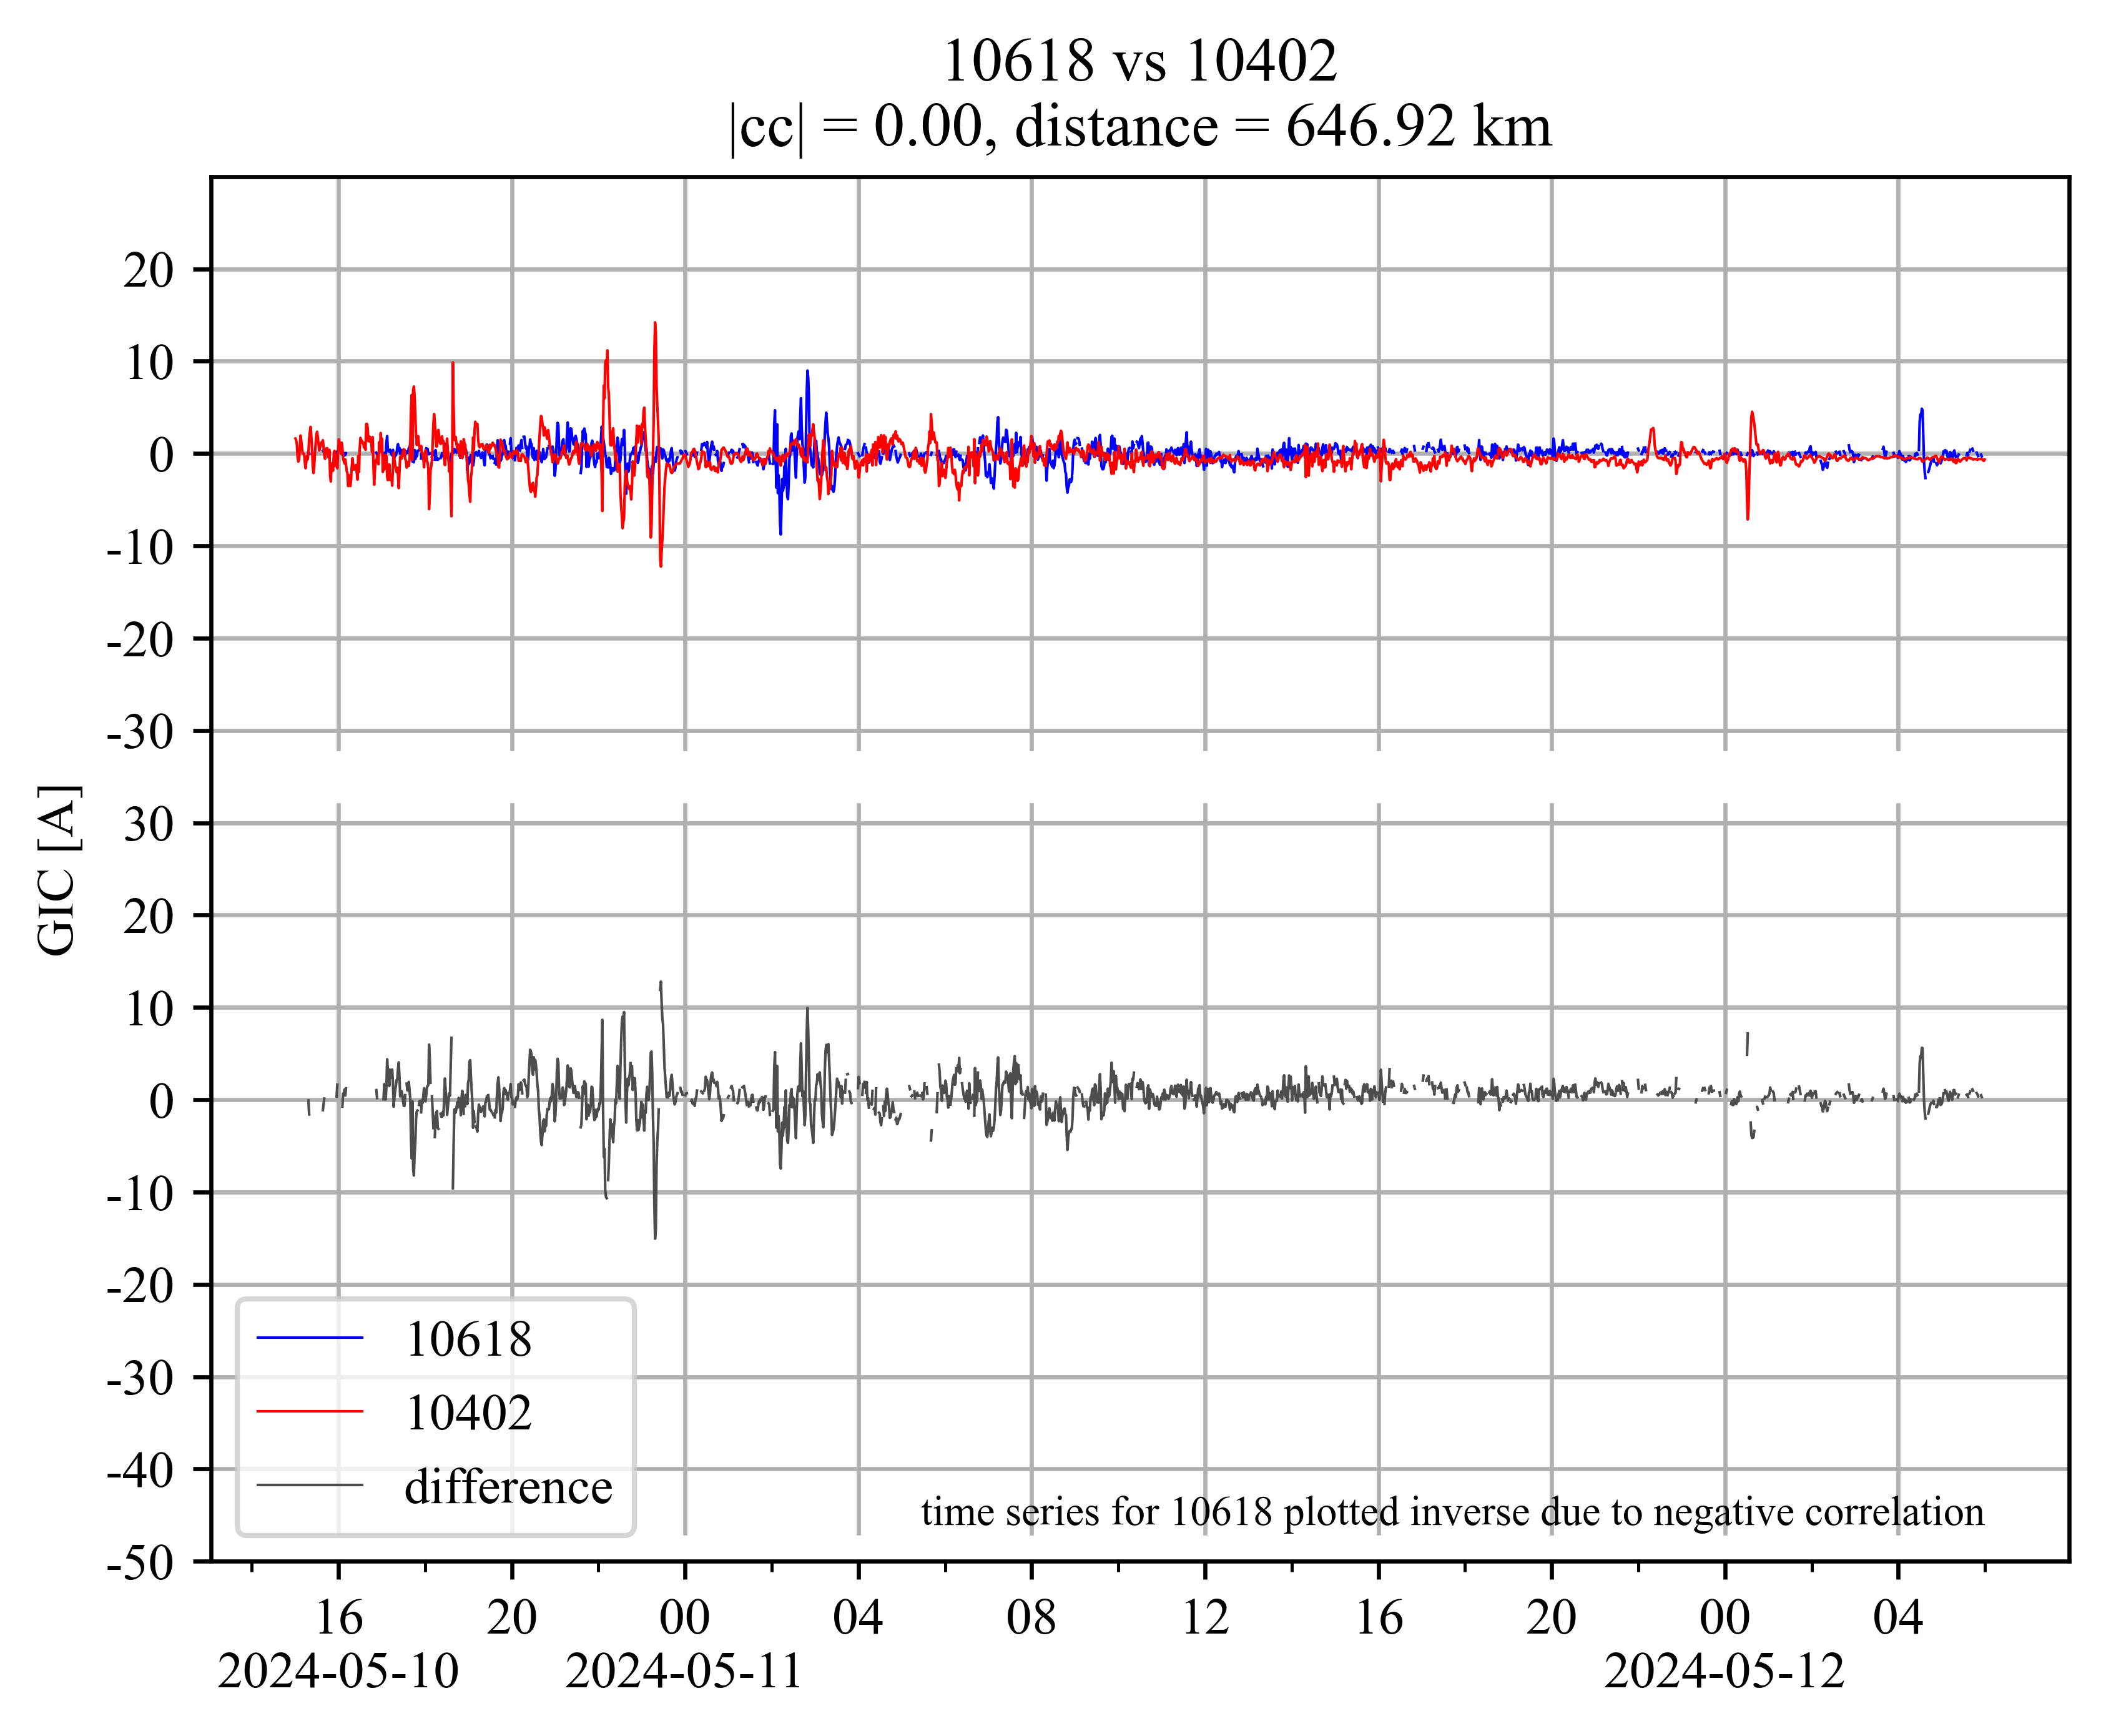 10618 vs 10402
|cc| = 0.00, distance = 646.92 km
GIC [A]
20
10
0
-10
-20
-30
30
20
10
0
-10
-20
-30
-40
-50
10618
10402
difference
time series for 10618 plotted inverse due to negative correlation
16 20 00 04 08 12 16 20 00 04
2024-05-10 2024-05-11 2024-05-12